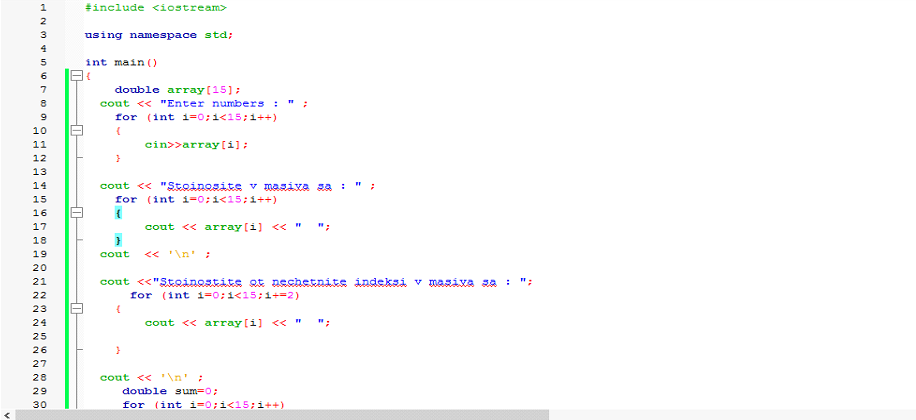 1 #include <iostream>
2
3 using namespace std;
4
5 int main()
6 {
7 double array[15];
8 cout << "Enter numbers : " ;
9 for (int i=0;i<15;i++)
10 {
11 cin>>array[i];
12 }
13
14 cout << "Stoinosite v masiva sa : " ;
15 for (int i=0;i<15;i++)
16 {
17 cout << array[i] << "  ";
18 }
19 cout  << '\n' ;
20
21 cout <<"Stoinostite ot nechetnite indeksi v masiva sa : ";
22 for (int i=0;i<15;i+=2)
23 {
24 cout << array[i] << "  ";
25
26 }
27
28 cout << '\n' ;
29 double sum=0;
30 for (int i=0;i<15;i++)